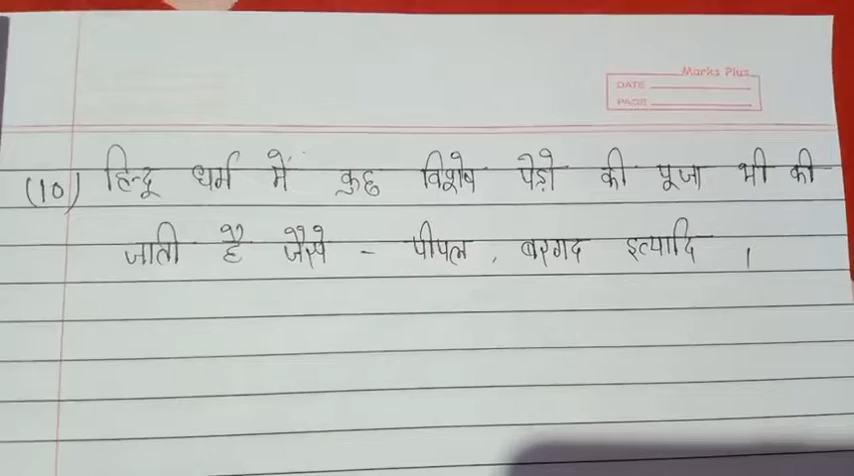 Marks Plus
DATE
PAGE
(10) हिन्दू धर्म में कुछ विशेष पेड़ो की पूजा भी की
जाती है जैसे - पीपल , बरगद इत्यादि ।